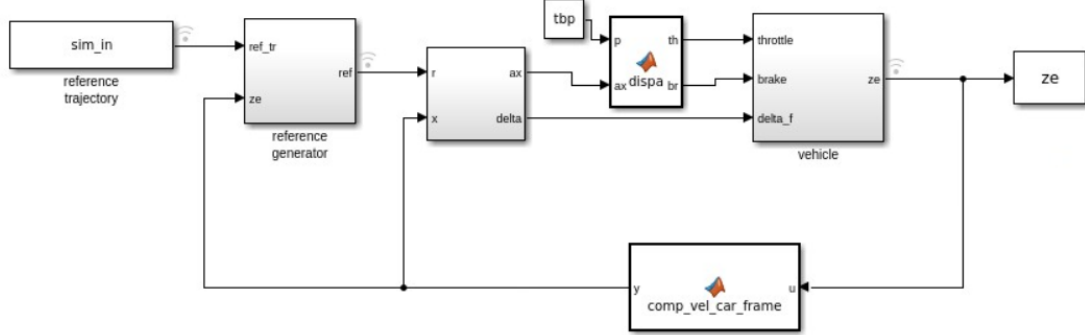 tbp
sim_in
ref_tr
p
th
throttle
ref
r
ax
ax
dispa
br
brake
ze
ze
ze
x
delta
delta_f
reference
trajectory
reference
generator
vehicle
y
u
comp_vel_car_frame